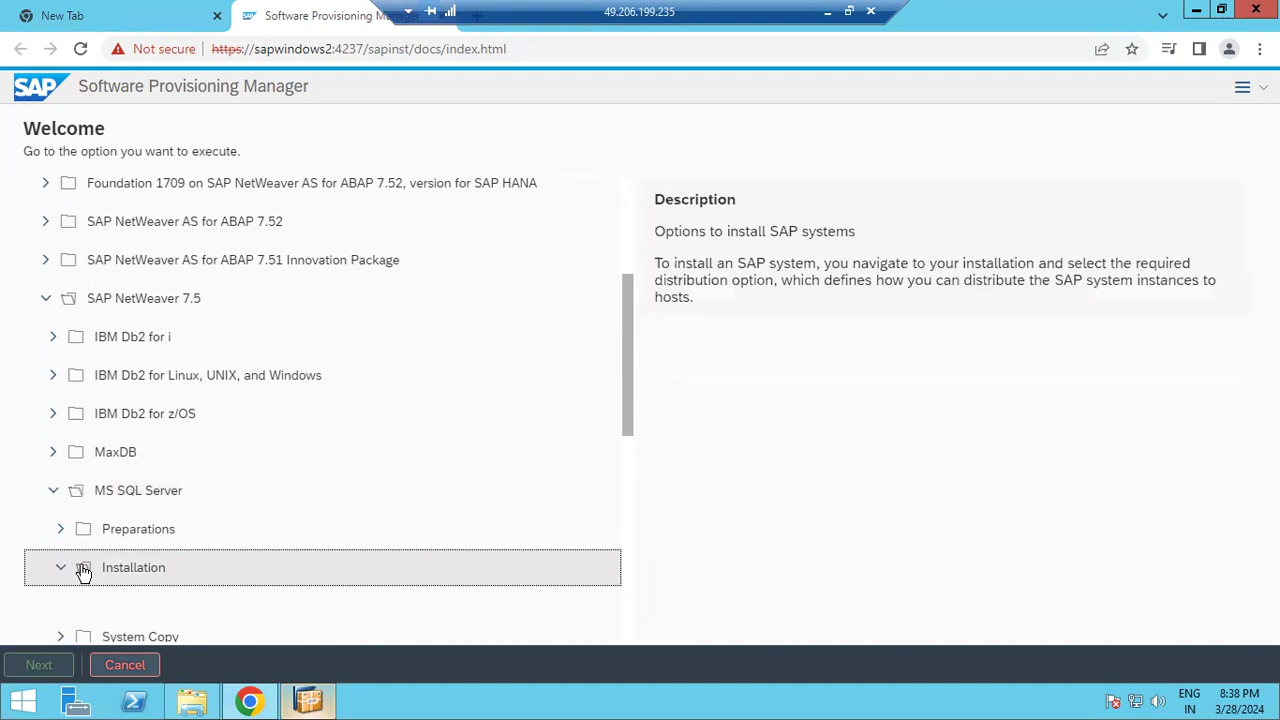 New Tab
Software Provisioning Manager
49.206.199.235
Not secure
https://sapwindows2:4237/sapinst/docs/index.html
SAP
Software Provisioning Manager
Welcome
Go to the option you want to execute.
Foundation 1709 on SAP NetWeaver AS for ABAP 7.52, version for SAP HANA
SAP NetWeaver AS for ABAP 7.52
SAP NetWeaver AS for ABAP 7.51 Innovation Package
SAP NetWeaver 7.5
IBM Db2 for i
IBM Db2 for Linux, UNIX, and Windows
IBM Db2 for z/OS
MaxDB
MS SQL Server
Preparations
Installation
System Copy
Description
Options to install SAP systems
To install an SAP system, you navigate to your installation and select the required
distribution option, which defines how you can distribute the SAP system instances to
hosts.
Next
Cancel
ENG
IN
8:38 PM
3/28/2024